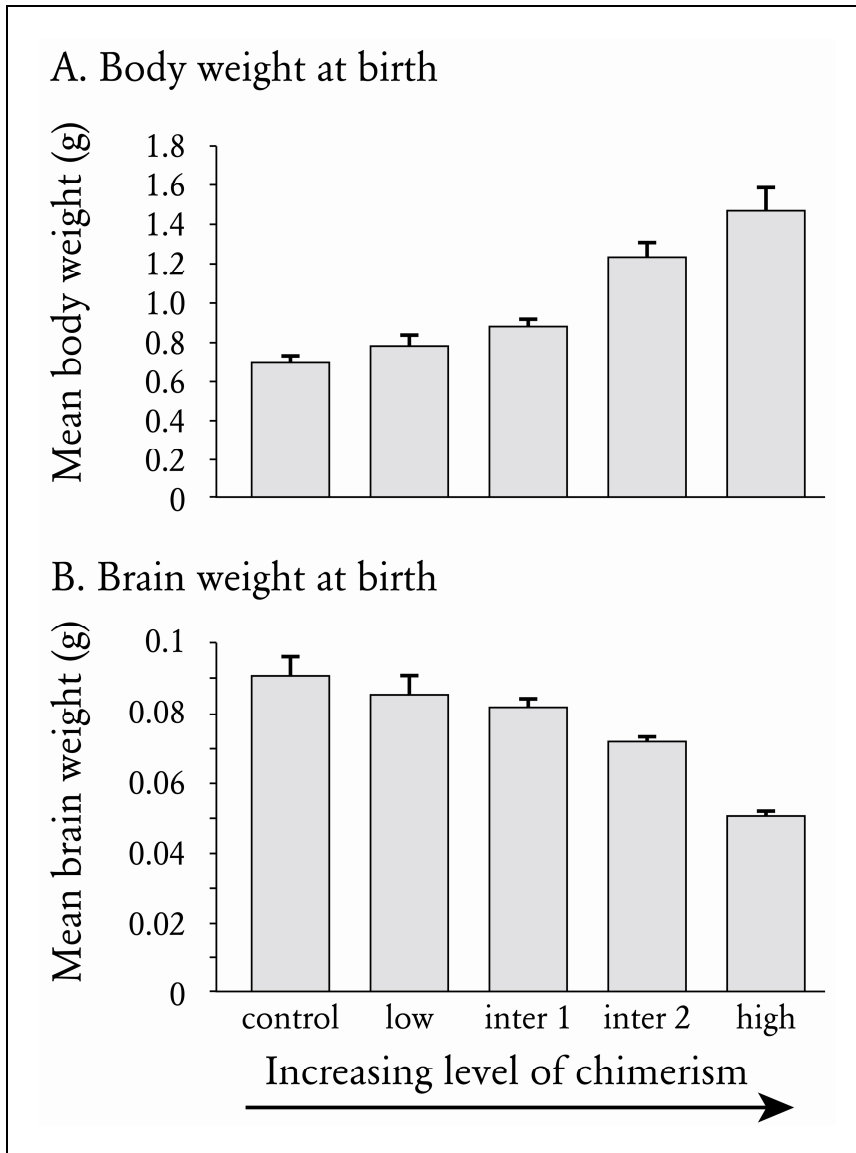 A. Body weight at birth
Mean body weight (g)
1.8
1.6
1.4
1.2
1.0
0.8
0.6
0.4
0.2
0
B. Brain weight at birth
Mean brain weight (g)
0.1
0.08
0.06
0.04
0.02
0
control low inter 1 inter 2 high
Increasing level of chimerism